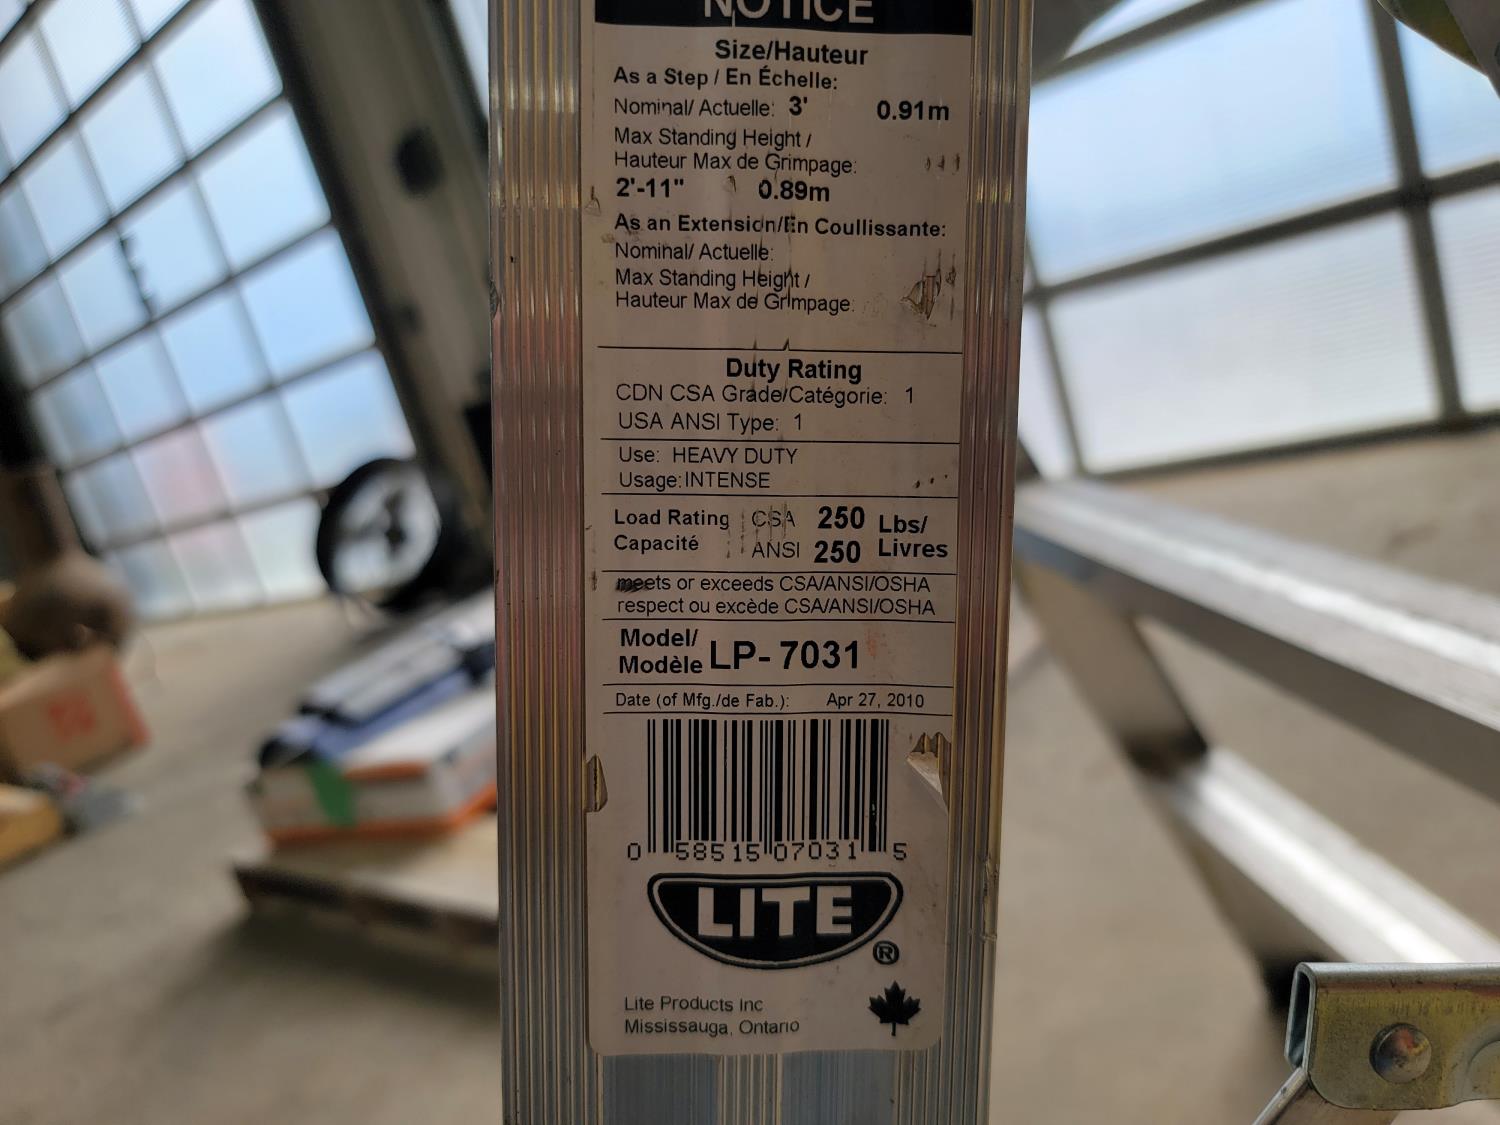 NOTICE
Size/Hauteur
As a Step / En Échelle:
Nominal/ Actuelle: 3' 0.91m
Max Standing Height /
Hauteur Max de Grimpage:
2'-11" 0.89m
As an Extension/En Coullissante:
Nominal/ Actuelle:
Max Standing Height /
Hauteur Max de Grimpage:
Duty Rating
CDN CSA Grade/Catégorie: 1
USA ANSI Type: 1
Use: HEAVY DUTY
Usage: INTENSE
Load Rating CSA 250 Lbs/
Capacité ANSI 250 Livres
meets or exceeds CSA/ANSI/OSHA
respect ou excède CSA/ANSI/OSHA
Model/
Modèle LP- 7031
Date (of Mfg./de Fab.): Apr 27, 2010
0 58515 07031 5
LITE
®
Lite Products Inc
Mississauga, Ontario